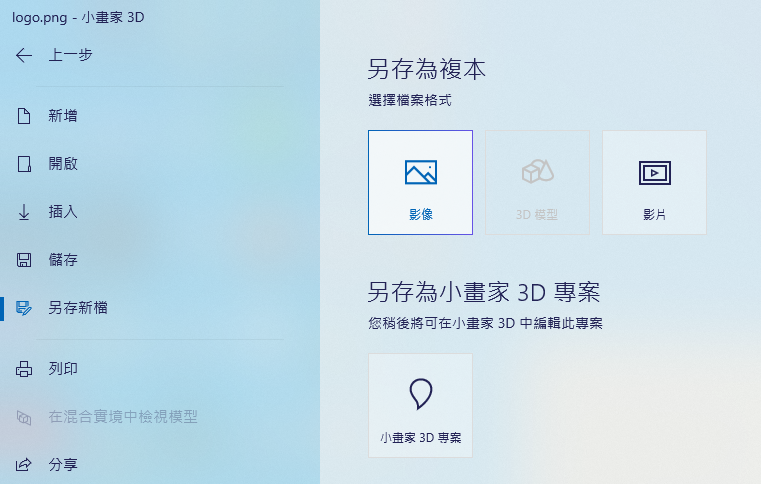 logo.png - 小畫家 3D
上一步
新增
開啟
插入
儲存
另存新檔
列印
在混合實境中檢視模型
分享
另存為複本
選擇檔案格式
影像
3D 模型
影片
另存為小畫家 3D 專案
您稍後將可在小畫家 3D 中編輯此專案
小畫家 3D 專案